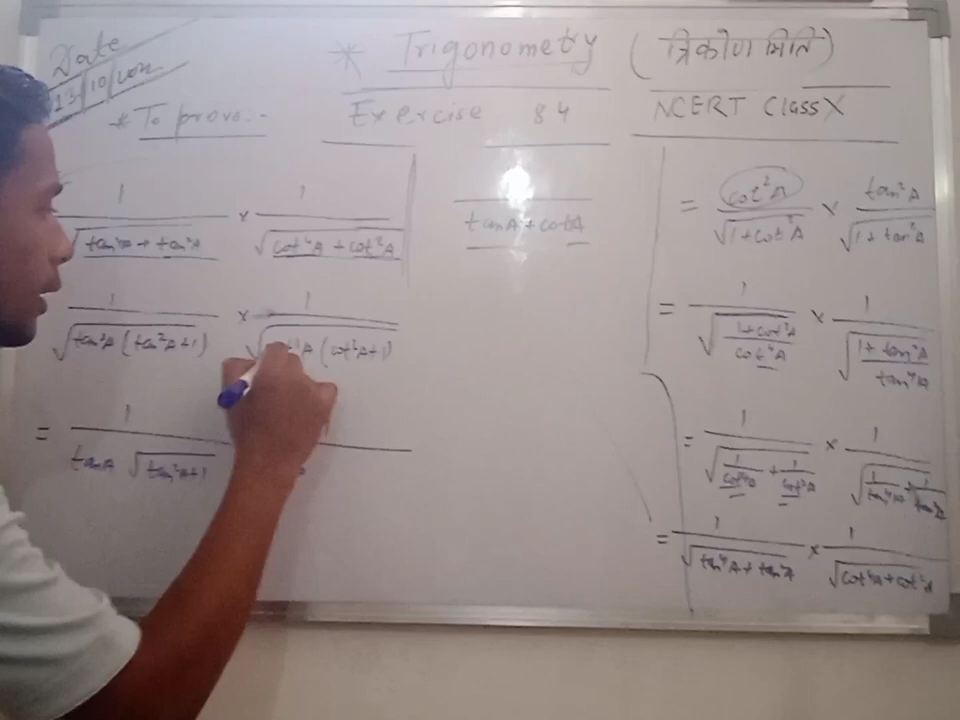 Date
* Trigonometry (त्रिकोणमिति)
23/10/
* To prove:-
Exercise 8 4
NCERT Class X
1/√(tan⁴A + tan²A) × 1/√(cot⁴A + cot²A)
1/(tanA + cotA)
= cot²A/√(1+cot²A) × tan²A/√(1+tan²A)
1/√(tan²A (tan²A+1)) × 1/√(cot²A (cot²A+1))
= 1/√((1+cot²A)/cot⁴A) × 1/√((1+tan²A)/tan⁴A)
= 1/(tanA √(tan²A+1))
= 1/√(1/cot⁴A + 1/cot²A) × 1/√(1/tan⁴A + 1/tan²A)
= 1/√(tan⁴A + tan²A) × 1/√(cot⁴A + cot²A)